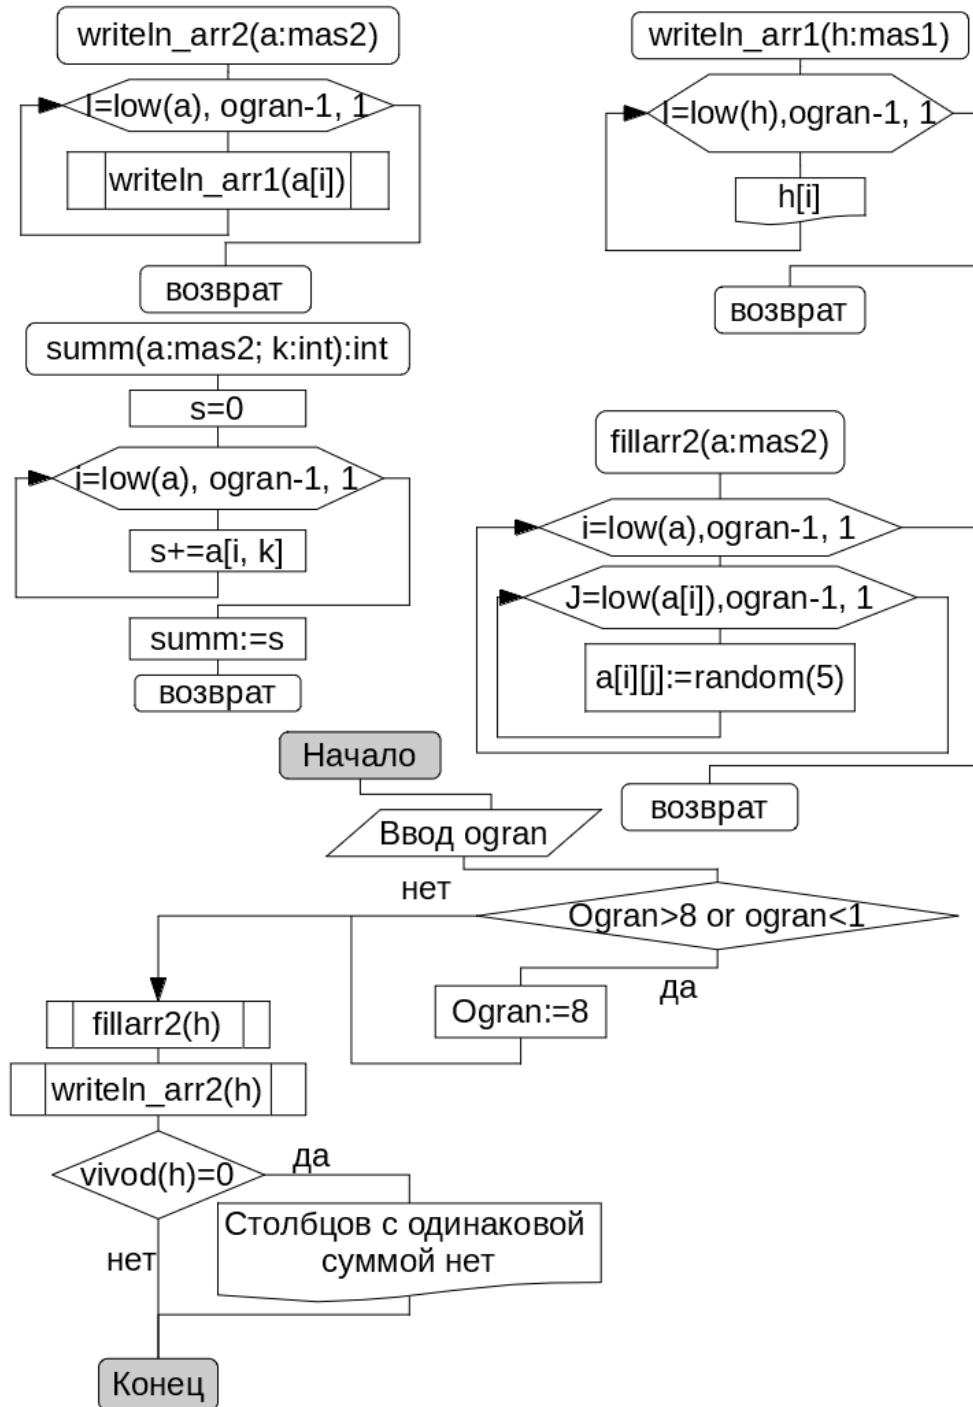 writeln_arr2(a:mas2)
I=low(a), ogran-1, 1
writeln_arr1(a[i])
возврат
writeln_arr1(h:mas1)
I=low(h),ogran-1, 1
h[i]
возврат
summ(a:mas2; k:int):int
s=0
i=low(a), ogran-1, 1
s+=a[i, k]
summ:=s
возврат
fillarr2(a:mas2)
i=low(a),ogran-1, 1
J=low(a[i]),ogran-1, 1
a[i][j]:=random(5)
возврат
Начало
Ввод ogran
нет
Ogran>8 or ogran<1
да
Ogran:=8
fillarr2(h)
writeln_arr2(h)
vivod(h)=0
да
Столбцов с одинаковой
суммой нет
нет
Конец